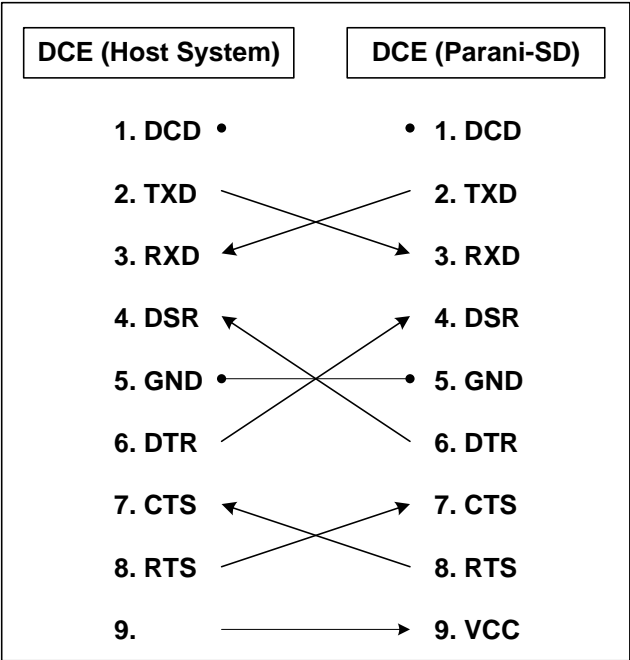 DCE (Host System) DCE (Parani-SD)
1. DCD 1. DCD
2. TXD 2. TXD
3. RXD 3. RXD
4. DSR 4. DSR
5. GND 5. GND
6. DTR 6. DTR
7. CTS 7. CTS
8. RTS 8. RTS
9. 9. VCC